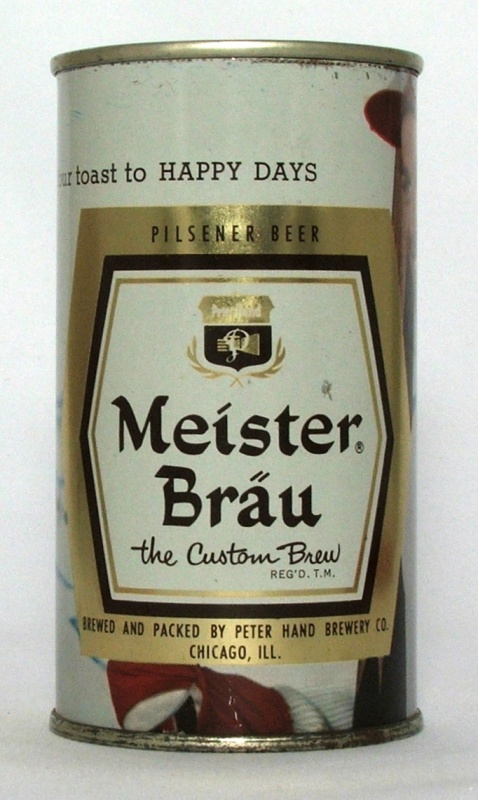 toast to HAPPY DAYS
PILSENER BEER
Meister®
Bräu
the Custom Brew
REG'D. T.M.
BREWED AND PACKED BY PETER HAND BREWERY CO.
CHICAGO, ILL.